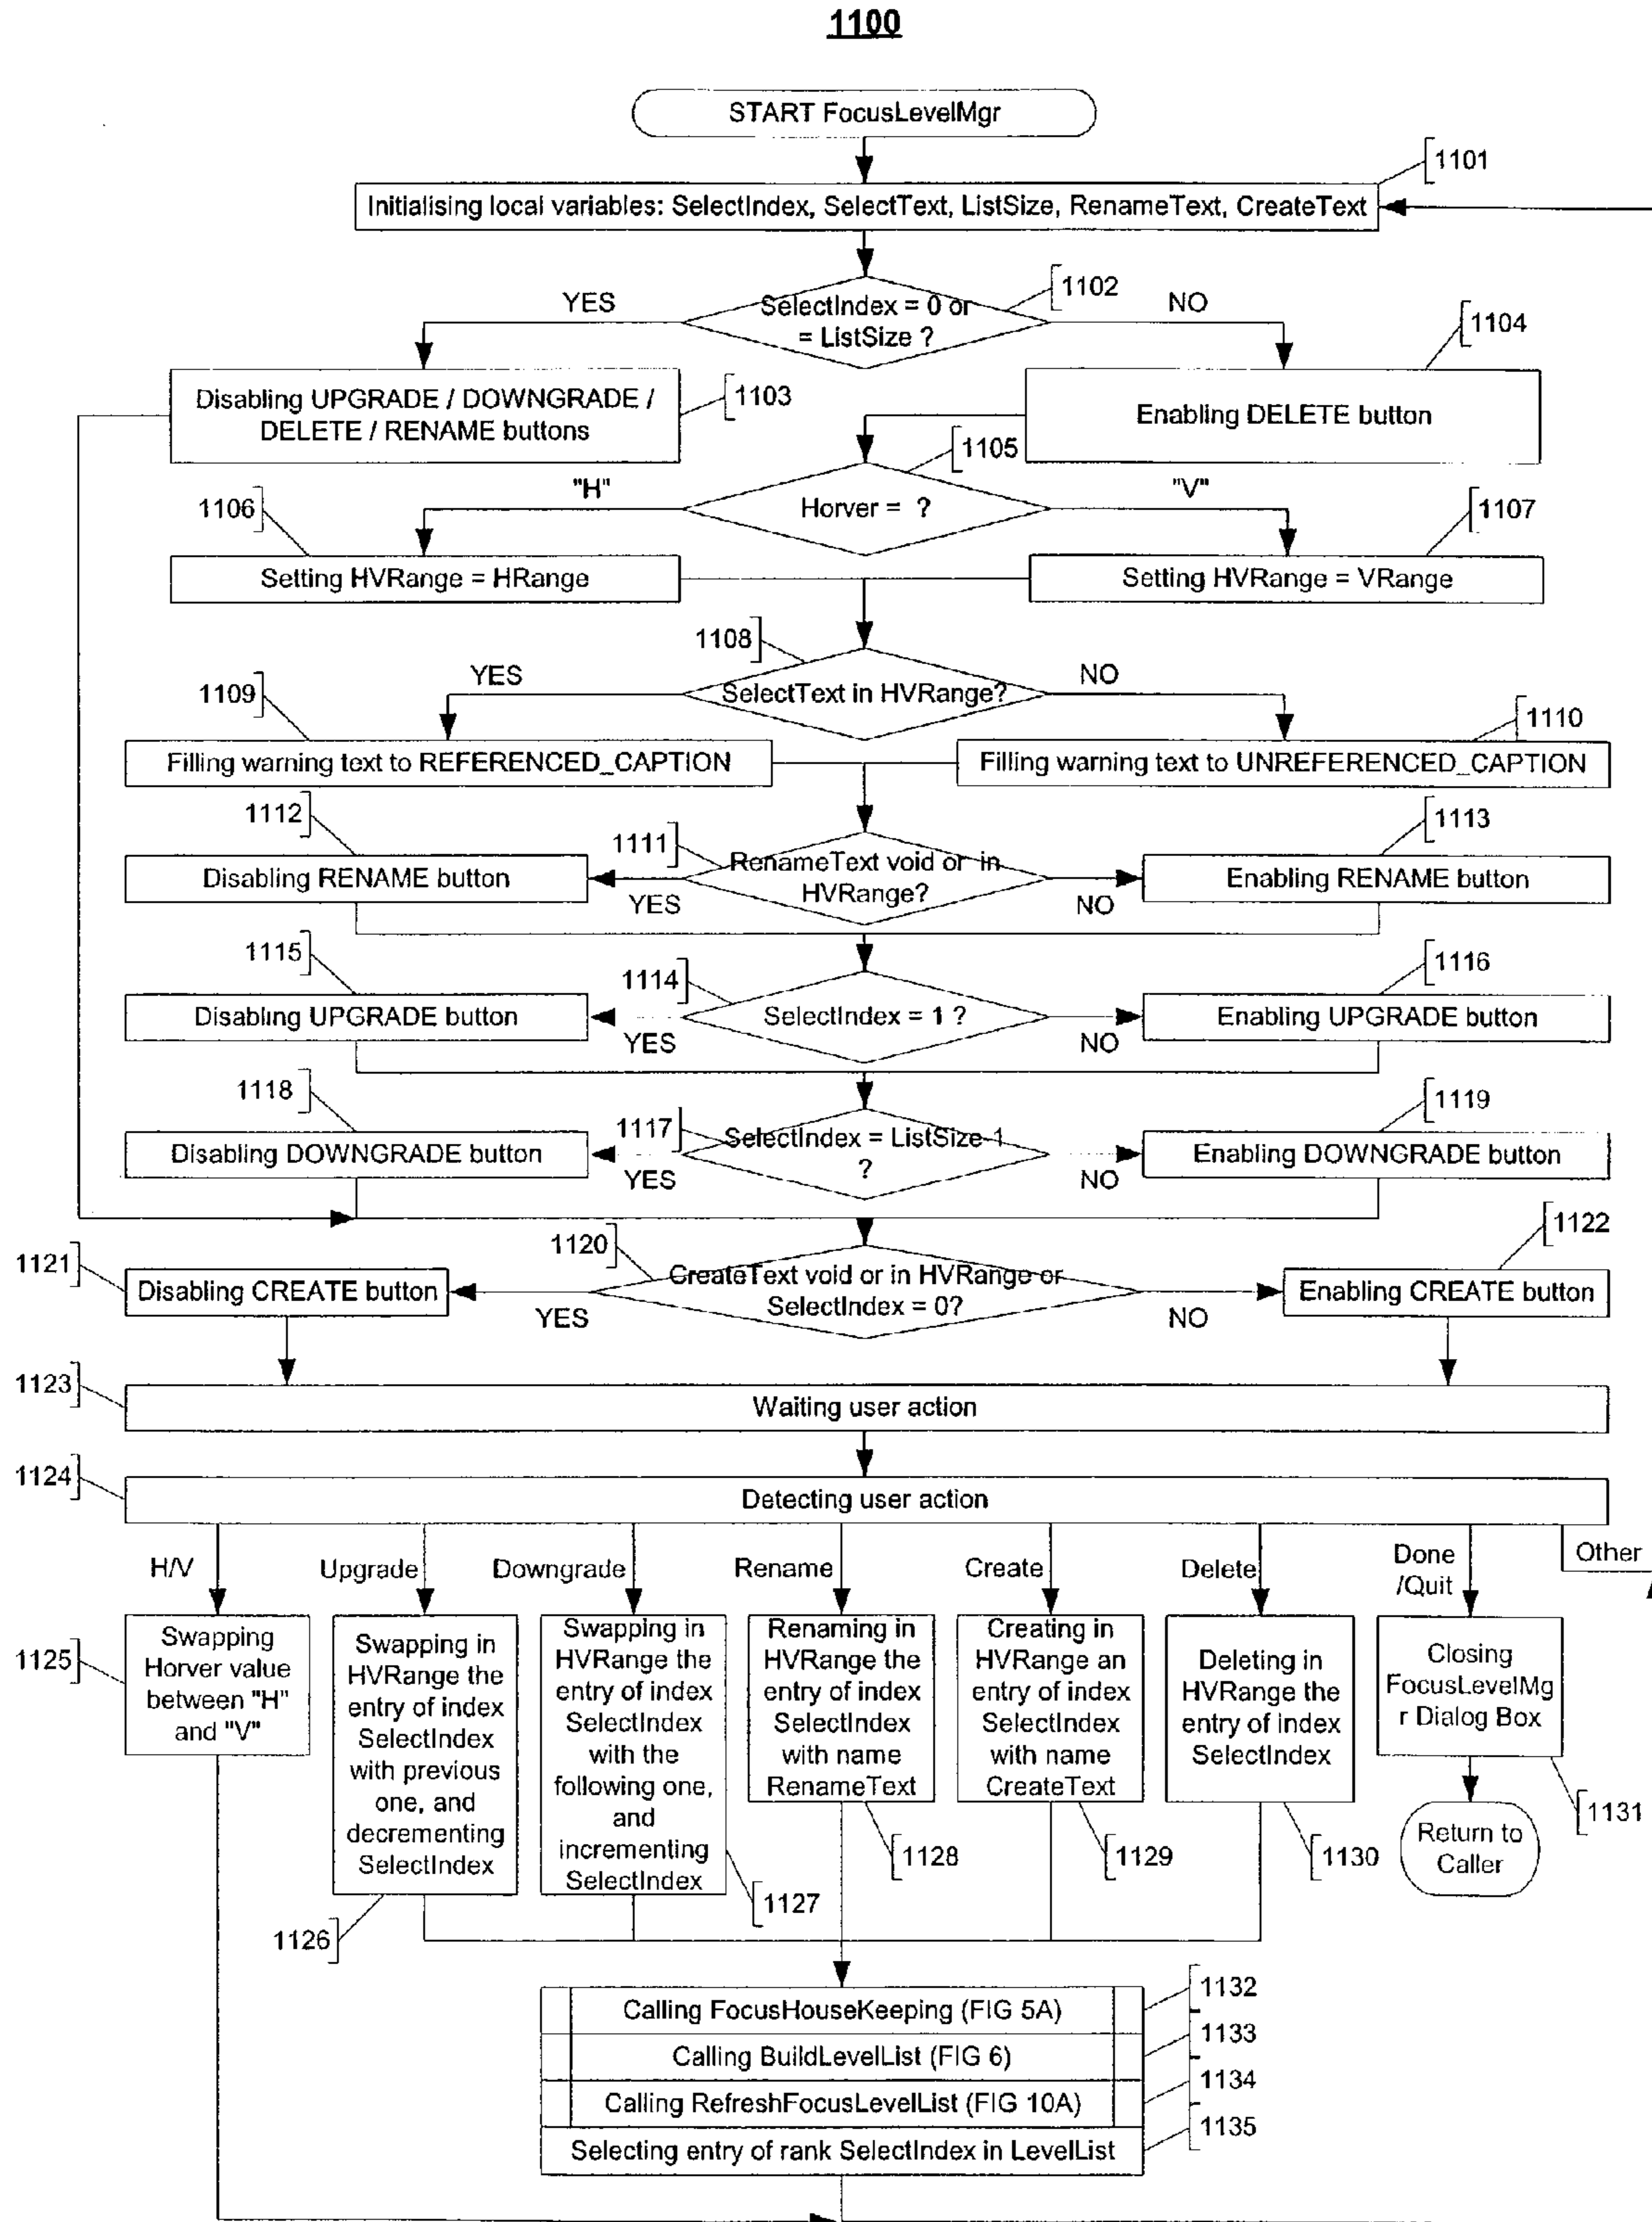 1100
START FocusLevelMgr
1101
Initialising local variables: SelectIndex, SelectText, ListSize, RenameText, CreateText
1102
SelectIndex = 0 or
= ListSize ?
YES
NO
1103
Disabling UPGRADE / DOWNGRADE /
DELETE / RENAME buttons
1104
Enabling DELETE button
1105
Horver = ?
"H"
"V"
1106
Setting HVRange = HRange
1107
Setting HVRange = VRange
1108
SelectText in HVRange?
YES
NO
1109
Filling warning text to REFERENCED_CAPTION
1110
Filling warning text to UNREFERENCED_CAPTION
1111
RenameText void or in
HVRange?
YES
NO
1112
Disabling RENAME button
1113
Enabling RENAME button
1114
SelectIndex = 1 ?
YES
NO
1115
Disabling UPGRADE button
1116
Enabling UPGRADE button
1117
SelectIndex = ListSize-1
?
YES
NO
1118
Disabling DOWNGRADE button
1119
Enabling DOWNGRADE button
1120
CreateText void or in HVRange or
SelectIndex = 0?
YES
NO
1121
Disabling CREATE button
1122
Enabling CREATE button
1123
Waiting user action
1124
Detecting user action
H/V
Upgrade
Downgrade
Rename
Create
Delete
Done
/Quit
Other
1125
Swapping
Horver value
between "H"
and "V"
Swapping in
HVRange the
entry of index
SelectIndex
with previous
one, and
decrementing
SelectIndex
1126
Swapping in
HVRange the
entry of index
SelectIndex
with the
following one,
and
incrementing
SelectIndex
1127
Renaming in
HVRange the
entry of index
SelectIndex
with name
RenameText
1128
Creating in
HVRange an
entry of index
SelectIndex
with name
CreateText
1129
Deleting in
HVRange the
entry of index
SelectIndex
1130
Closing
FocusLevelMg
r Dialog Box
1131
Return to
Caller
1132
Calling FocusHouseKeeping (FIG 5A)
1133
Calling BuildLevelList (FIG 6)
1134
Calling RefreshFocusLevelList (FIG 10A)
1135
Selecting entry of rank SelectIndex in LevelList